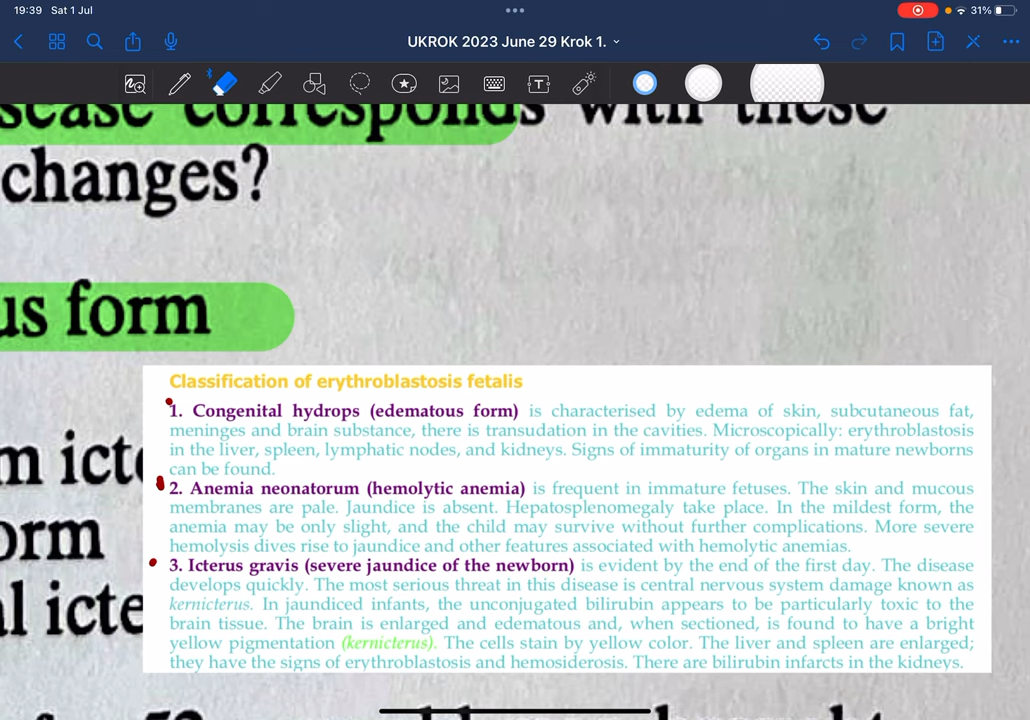 19:39 Sat 1 Jul
31%
UKROK 2023 June 29 Krok 1.
sease corresponds with these
changes?
us form
Classification of erythroblastosis fetalis
1. Congenital hydrops (edematous form) is characterised by edema of skin, subcutaneous fat,
meninges and brain substance, there is transudation in the cavities. Microscopically: erythroblastosis
in the liver, spleen, lymphatic nodes, and kidneys. Signs of immaturity of organs in mature newborns
can be found.
m icte
2. Anemia neonatorum (hemolytic anemia) is frequent in immature fetuses. The skin and mucous
membranes are pale. Jaundice is absent. Hepatosplenomegaly take place. In the mildest form, the
anemia may be only slight, and the child may survive without further complications. More severe
hemolysis dives rise to jaundice and other features associated with hemolytic anemias.
orm
3. Icterus gravis (severe jaundice of the newborn) is evident by the end of the first day. The disease
develops quickly. The most serious threat in this disease is central nervous system damage known as
kernicterus. In jaundiced infants, the unconjugated bilirubin appears to be particularly toxic to the
l icte
brain tissue. The brain is enlarged and edematous and, when sectioned, is found to have a bright
yellow pigmentation (kernicterus). The cells stain by yellow color. The liver and spleen are enlarged;
they have the signs of erythroblastosis and hemosiderosis. There are bilirubin infarcts in the kidneys.